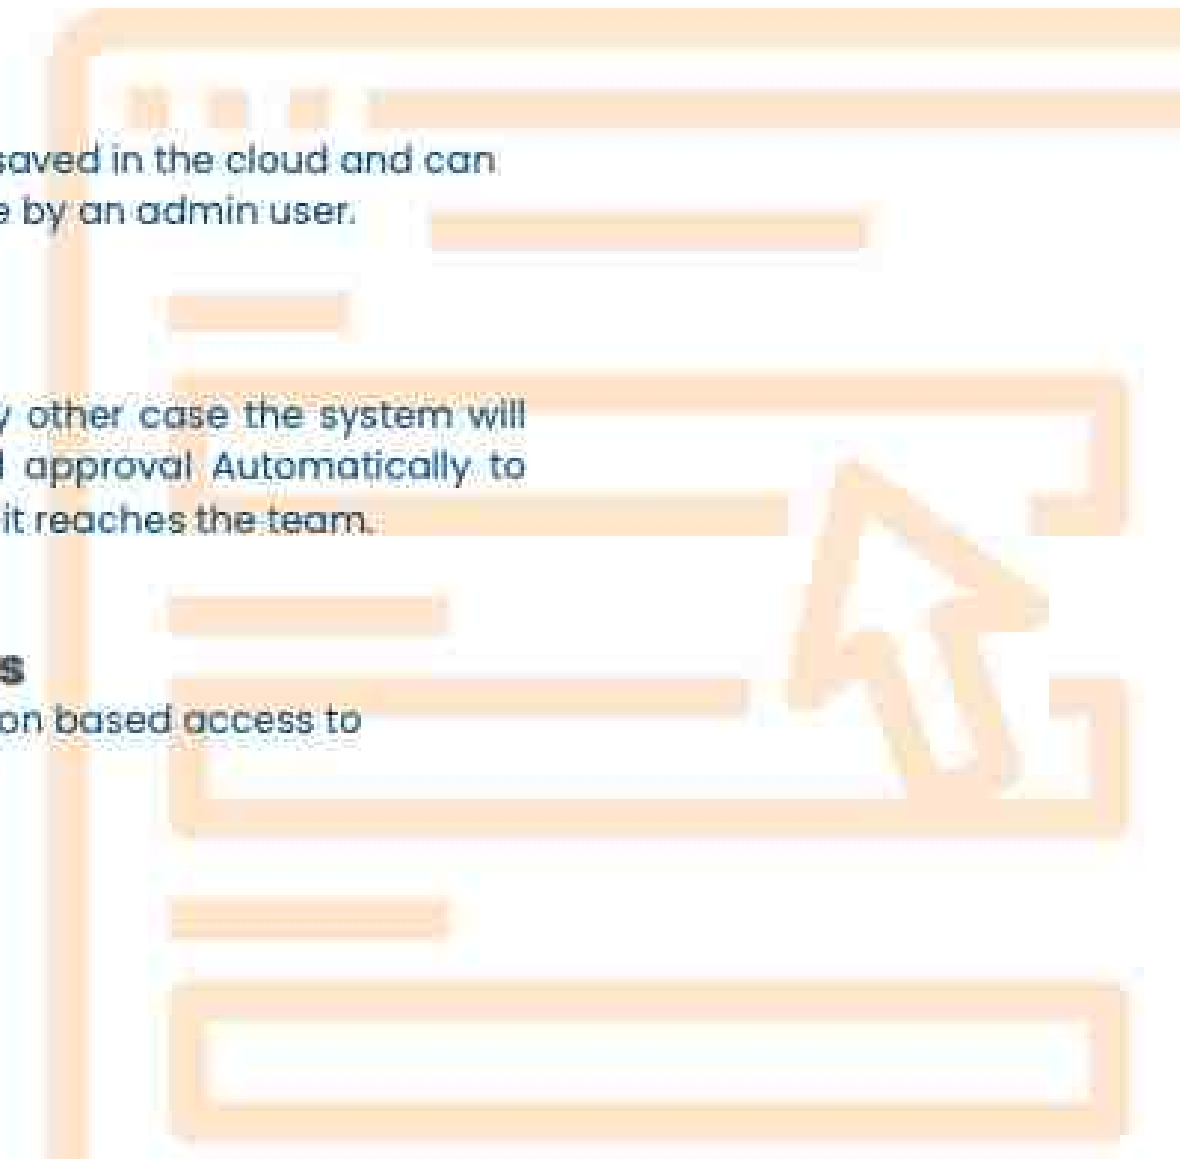 saved in the cloud and can
by an admin user.
other case the system will
approval Automatically to
it reaches the team.
based access to